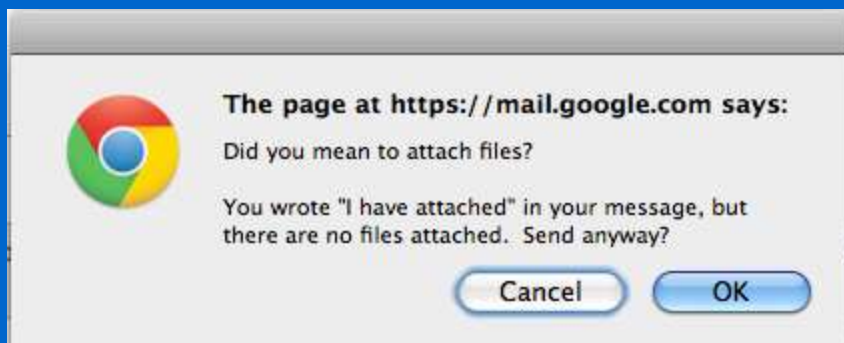 The page at https://mail.google.com says:
Did you mean to attach files?
You wrote "I have attached" in your message, but
there are no files attached.  Send anyway?
Cancel
OK